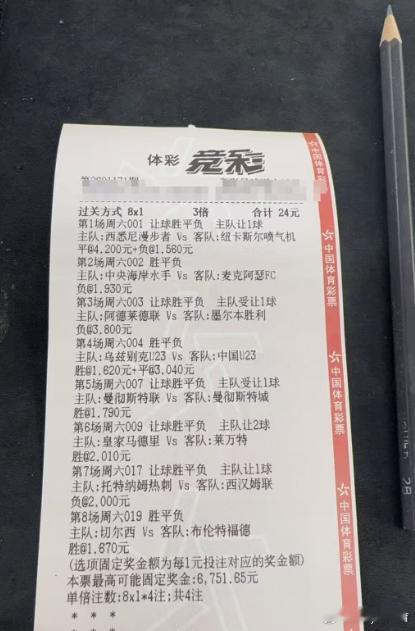 体彩 竞彩
过关方式 8x1 3倍 合计 24元
第1场周六001 让球胜平负 主队让1球
主队:西悉尼漫步者 Vs 客队:纽卡斯尔喷气机
平@4.200元+负@1.560元
第2场周六002 胜平负
主队:中央海岸水手 Vs 客队:麦克阿瑟FC
负@1.930元
第3场周六003 让球胜平负 主队受让1球
主队:阿德莱德联 Vs 客队:墨尔本胜利
负@3.800元
第4场周六004 胜平负
主队:乌兹别克U23 Vs 客队:中国U23
胜@1.620元+平@3.040元
第5场周六007 让球胜平负 主队受让1球
主队:曼彻斯特联 Vs 客队:曼彻斯特城
胜@1.790元
第6场周六009 让球胜平负 主队让2球
主队:皇家马德里 Vs 客队:莱万特
胜@2.010元
第7场周六017 让球胜平负 主队让1球
主队:托特纳姆热刺 Vs 客队:西汉姆联
负@2.000元
第8场周六019 胜平负
主队:切尔西 Vs 客队:布伦特福德
胜@1.670元
(选项固定奖金额为每1元投注对应的奖金额)
本票最高可能固定奖金:6,751.65元
单倍注数:8x1*4注;共4注
* * *
中国体育彩票
中国体育彩票
中国体育彩票
中国体育彩票
2B